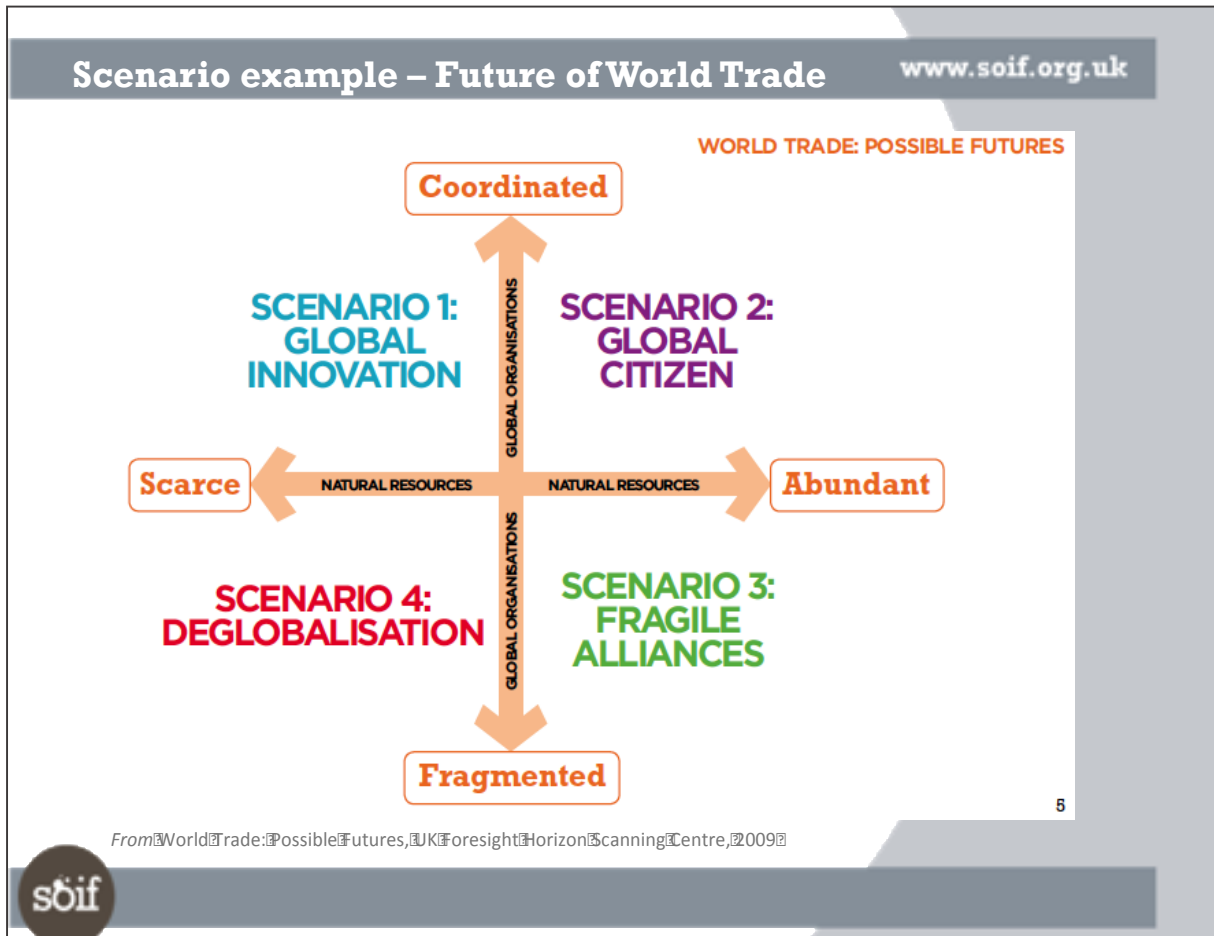 Scenario example – Future of World Trade
www.soif.org.uk
WORLD TRADE: POSSIBLE FUTURES
Coordinated
GLOBAL ORGANISATIONS
SCENARIO 1:
GLOBAL
INNOVATION
SCENARIO 2:
GLOBAL
CITIZEN
Scarce
NATURAL RESOURCES
NATURAL RESOURCES
Abundant
GLOBAL ORGANISATIONS
SCENARIO 4:
DEGLOBALISATION
SCENARIO 3:
FRAGILE
ALLIANCES
Fragmented
5
From World Trade: Possible Futures, UK Foresight Horizon Scanning Centre, 2009
soif